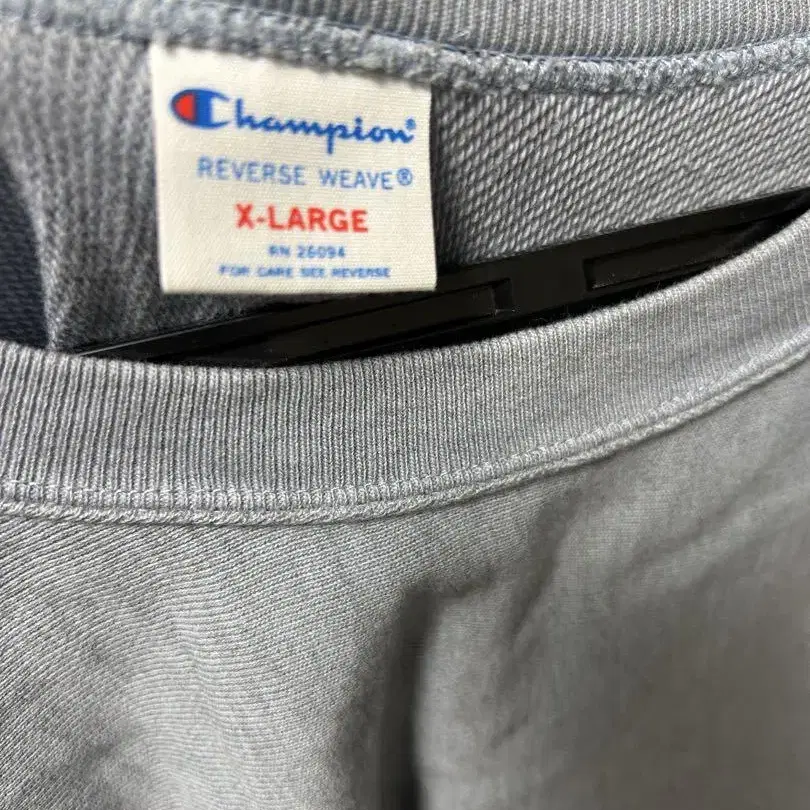 Champion®
REVERSE WEAVE®
X-LARGE
RN 26094
FOR CARE SEE REVERSE